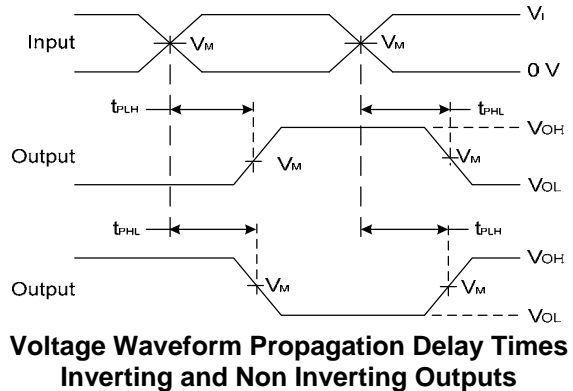 VI
Input
VM
VM
0 V
tPLH
tPHL
VOH
Output
VM
VM
VOL
tPHL
tPLH
VOH
Output
VM
VM
VOL
Voltage Waveform Propagation Delay Times
Inverting and Non Inverting Outputs